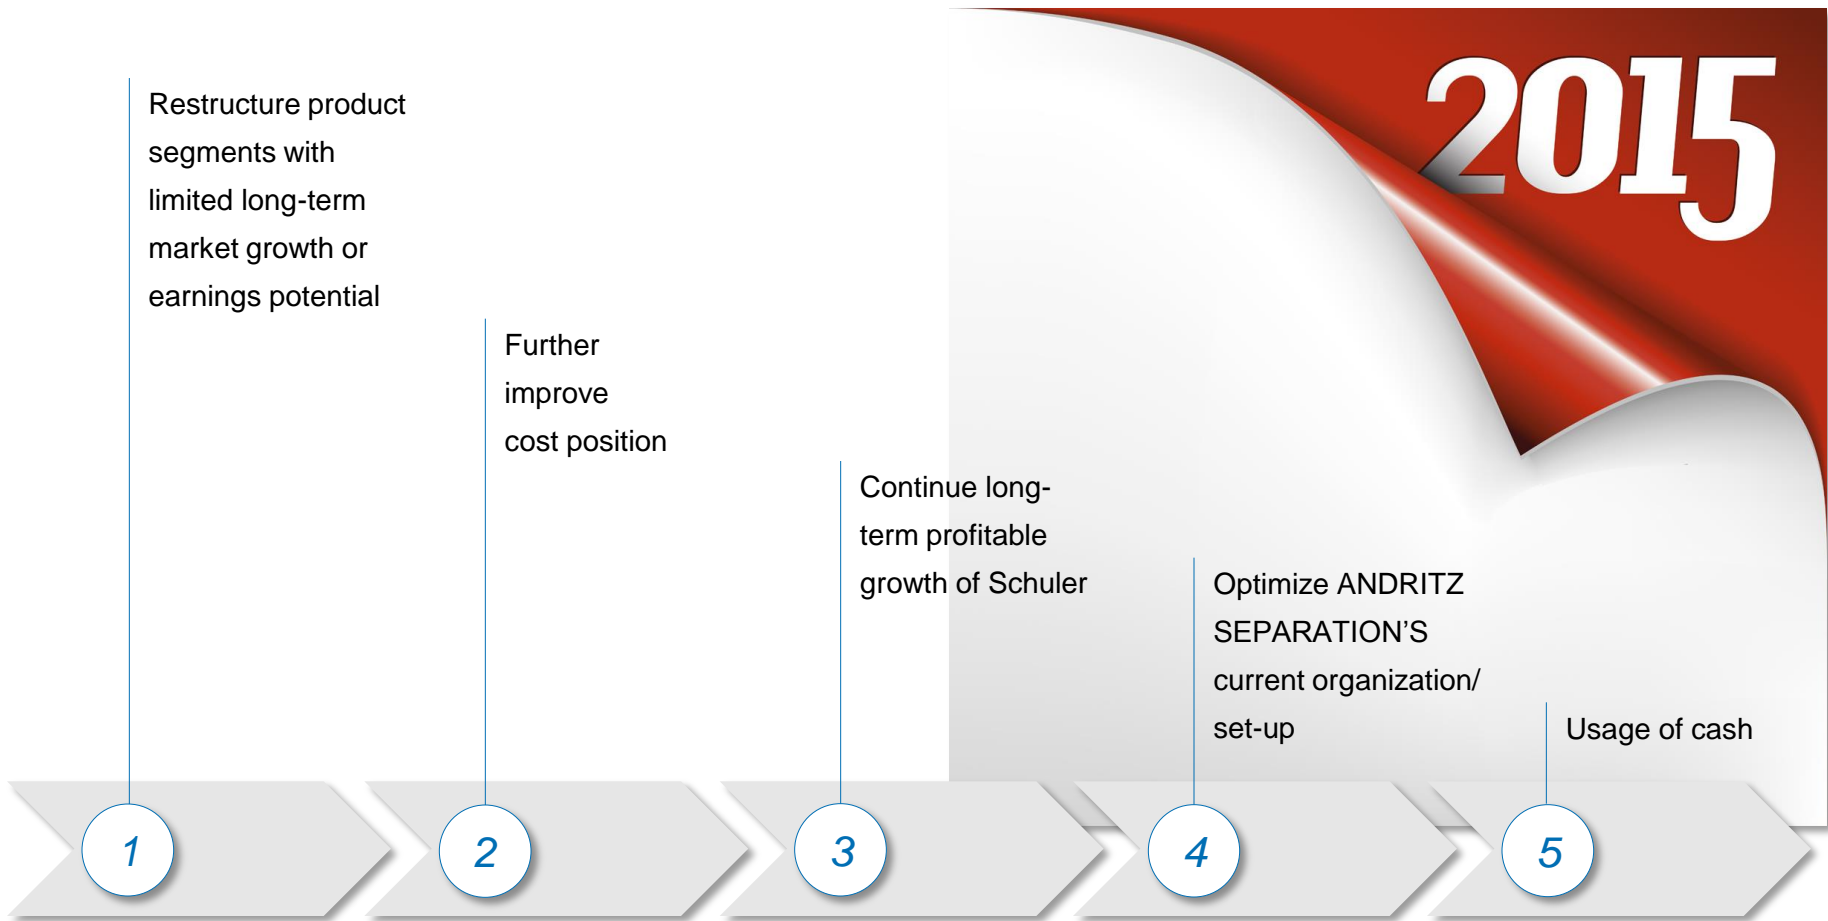 2015
Restructure product
segments with
limited long-term
market growth or
earnings potential
Further
improve
cost position
Continue long-
term profitable
growth of Schuler
Optimize ANDRITZ
SEPARATION’S
current organization/
set-up
Usage of cash
1
2
3
4
5